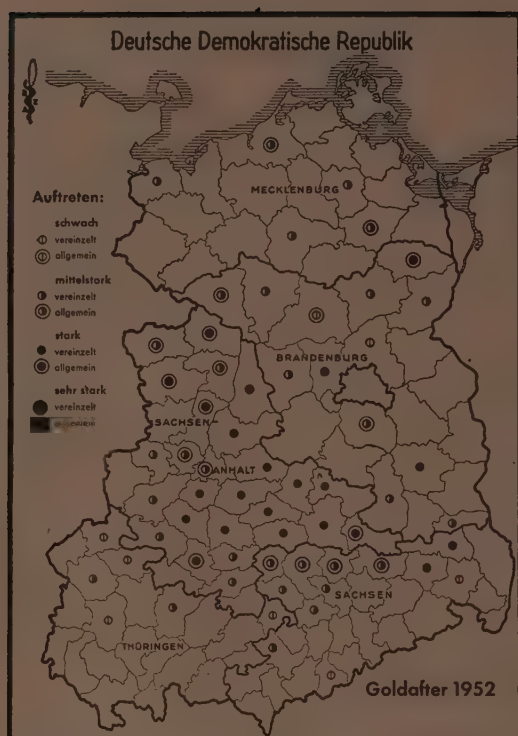 Deutsche Demokratische Republik
MECKLENBURG
Auftreten:
schwach
vereinzelt
allgemein
mittelstark
vereinzelt
allgemein
stark
vereinzelt
allgemein
sehr stark
vereinzelt
BRANDENBURG
SACHSEN-
ANHALT
SACHSEN
THÜRINGEN
Goldafter 1952